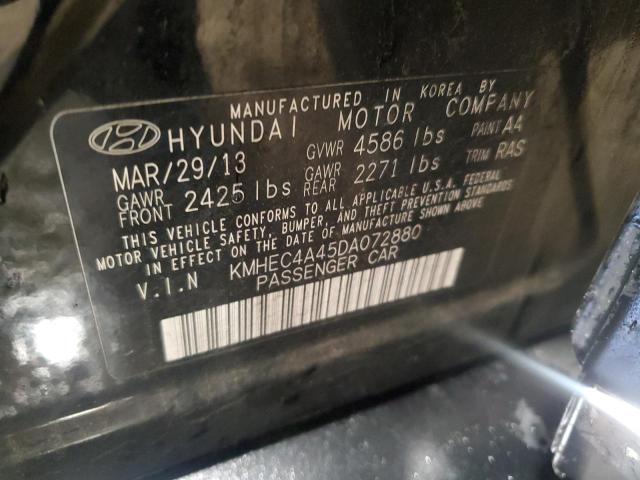 MANUFACTURED IN KOREA BY
HYUNDAI MOTOR COMPANY
MAR/29/13 GVWR 4586 lbs PAINT A4
GAWR FRONT 2425 lbs GAWR REAR 2271 lbs TRIM RAS
THIS VEHICLE CONFORMS TO ALL APPLICABLE U.S.A. FEDERAL
MOTOR VEHICLE SAFETY, BUMPER, AND THEFT PREVENTION STANDARDS
IN EFFECT ON THE DATE OF MANUFACTURE SHOWN ABOVE.
V.I.N KMHEC4A45DA072880
PASSENGER CAR